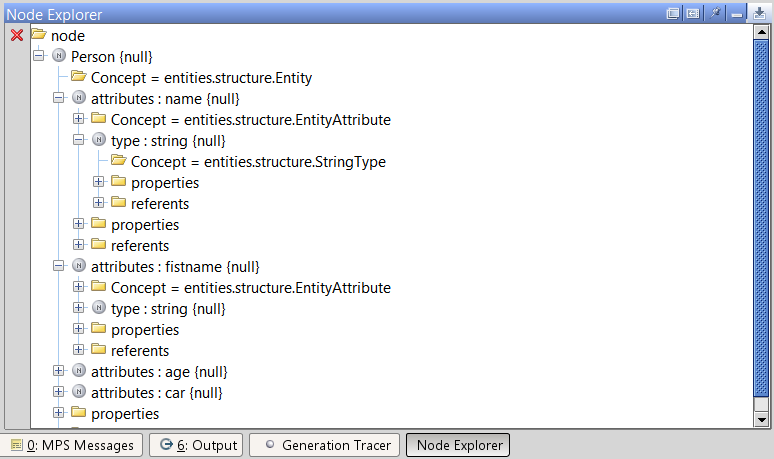 Node Explorer
node
N Person {null}
Concept = entities.structure.Entity
N attributes : name {null}
Concept = entities.structure.EntityAttribute
N type : string {null}
Concept = entities.structure.StringType
properties
referents
properties
referents
N attributes : fistname {null}
Concept = entities.structure.EntityAttribute
N type : string {null}
properties
referents
N attributes : age {null}
N attributes : car {null}
properties
0: MPS Messages 6: Output Generation Tracer Node Explorer